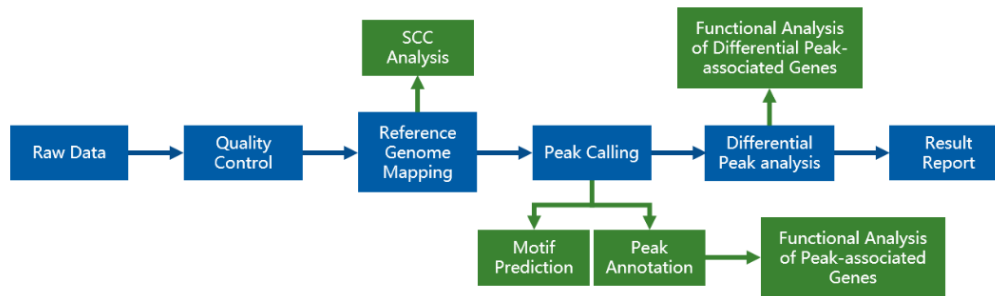 SCC
Analysis
Functional Analysis
of Differential Peak-
associated Genes
Raw Data
Quality
Control
Reference
Genome
Mapping
Peak Calling
Differential
Peak analysis
Result
Report
Motif
Prediction
Peak
Annotation
Functional Analysis
of Peak-associated
Genes